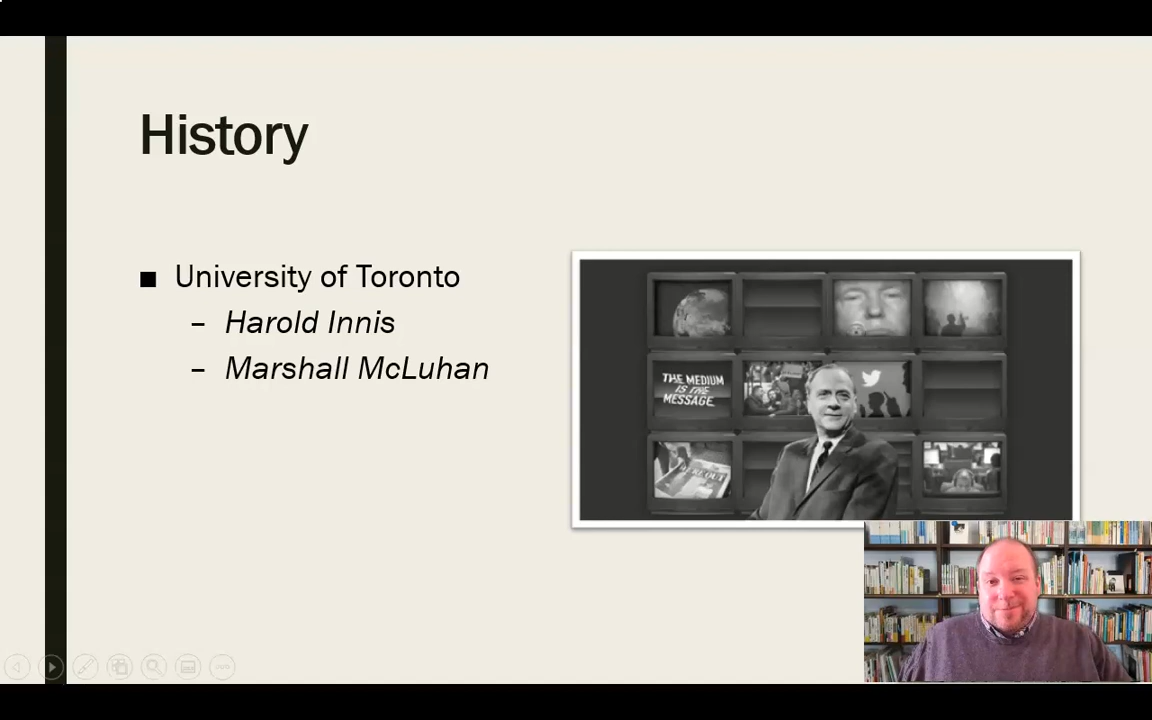 History
■ University of Toronto
– Harold Innis
– Marshall McLuhan
THE MEDIUM
IS THE
MESSAGE